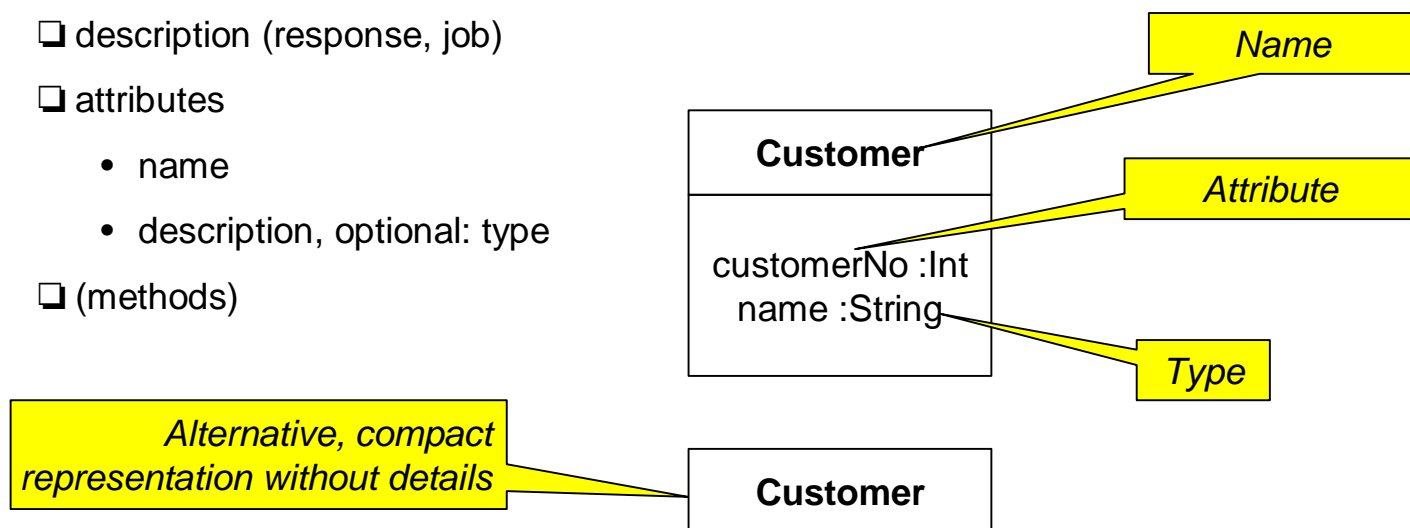 ❏ description (response, job)
❏ attributes
• name
• description, optional: type
❏ (methods)
Name
Customer
Attribute
customerNo :Int
name :String
Type
Alternative, compact
representation without details
Customer